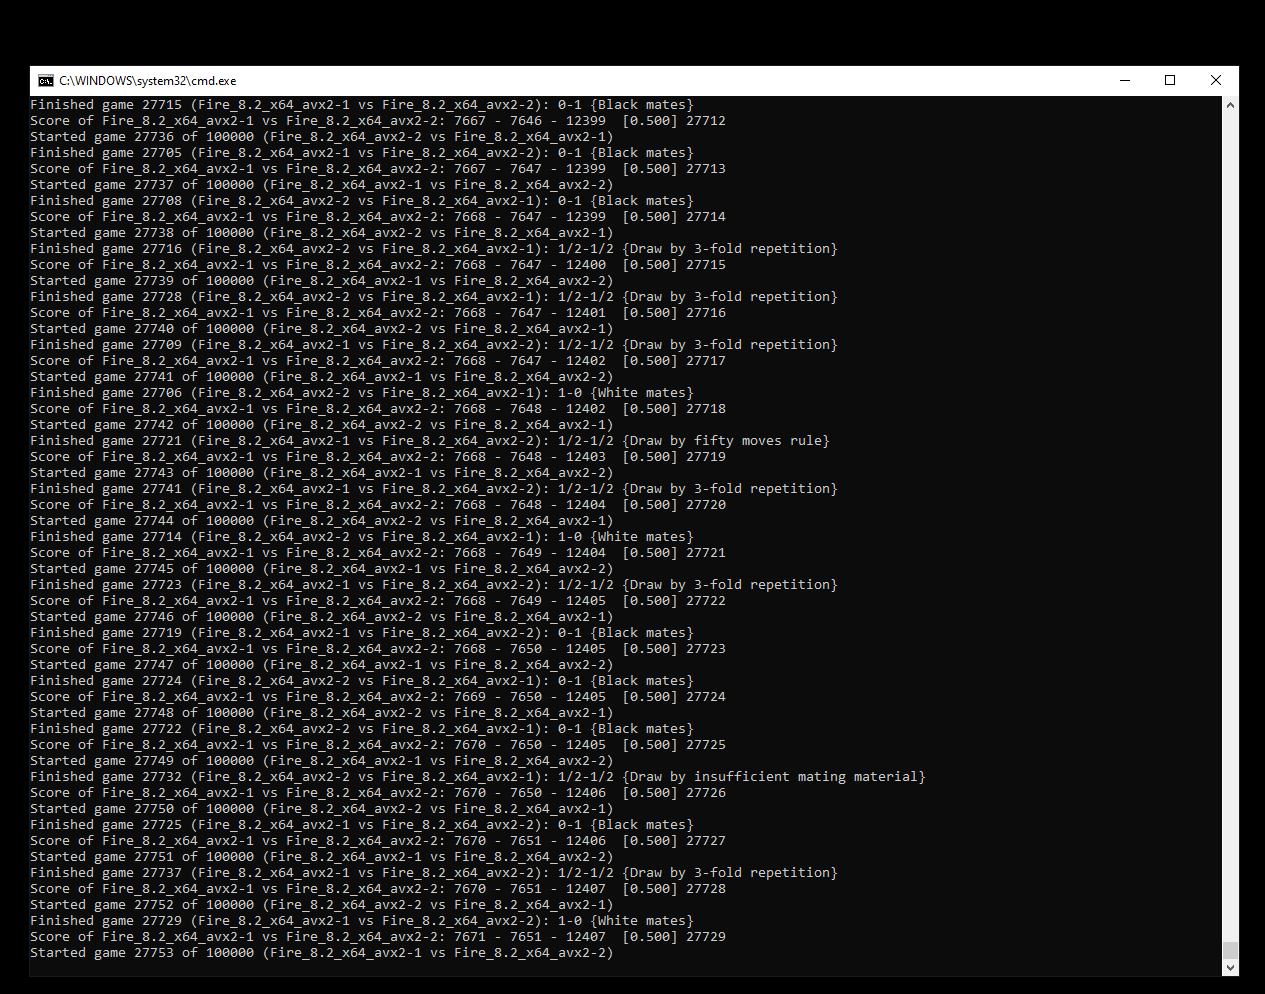 C:\WINDOWS\system32\cmd.exe
Finished game 27715 (Fire_8.2_x64_avx2-1 vs Fire_8.2_x64_avx2-2): 0-1 {Black mates}
Score of Fire_8.2_x64_avx2-1 vs Fire_8.2_x64_avx2-2: 7667 - 7646 - 12399  [0.500] 27712
Started game 27736 of 100000 (Fire_8.2_x64_avx2-2 vs Fire_8.2_x64_avx2-1)
Finished game 27705 (Fire_8.2_x64_avx2-1 vs Fire_8.2_x64_avx2-2): 0-1 {Black mates}
Score of Fire_8.2_x64_avx2-1 vs Fire_8.2_x64_avx2-2: 7667 - 7647 - 12399  [0.500] 27713
Started game 27737 of 100000 (Fire_8.2_x64_avx2-1 vs Fire_8.2_x64_avx2-2)
Finished game 27708 (Fire_8.2_x64_avx2-2 vs Fire_8.2_x64_avx2-1): 0-1 {Black mates}
Score of Fire_8.2_x64_avx2-1 vs Fire_8.2_x64_avx2-2: 7668 - 7647 - 12399  [0.500] 27714
Started game 27738 of 100000 (Fire_8.2_x64_avx2-2 vs Fire_8.2_x64_avx2-1)
Finished game 27716 (Fire_8.2_x64_avx2-2 vs Fire_8.2_x64_avx2-1): 1/2-1/2 {Draw by 3-fold repetition}
Score of Fire_8.2_x64_avx2-1 vs Fire_8.2_x64_avx2-2: 7668 - 7647 - 12400  [0.500] 27715
Started game 27739 of 100000 (Fire_8.2_x64_avx2-1 vs Fire_8.2_x64_avx2-2)
Finished game 27728 (Fire_8.2_x64_avx2-2 vs Fire_8.2_x64_avx2-1): 1/2-1/2 {Draw by 3-fold repetition}
Score of Fire_8.2_x64_avx2-1 vs Fire_8.2_x64_avx2-2: 7668 - 7647 - 12401  [0.500] 27716
Started game 27740 of 100000 (Fire_8.2_x64_avx2-2 vs Fire_8.2_x64_avx2-1)
Finished game 27709 (Fire_8.2_x64_avx2-1 vs Fire_8.2_x64_avx2-2): 1/2-1/2 {Draw by 3-fold repetition}
Score of Fire_8.2_x64_avx2-1 vs Fire_8.2_x64_avx2-2: 7668 - 7647 - 12402  [0.500] 27717
Started game 27741 of 100000 (Fire_8.2_x64_avx2-1 vs Fire_8.2_x64_avx2-2)
Finished game 27706 (Fire_8.2_x64_avx2-2 vs Fire_8.2_x64_avx2-1): 1-0 {White mates}
Score of Fire_8.2_x64_avx2-1 vs Fire_8.2_x64_avx2-2: 7668 - 7648 - 12402  [0.500] 27718
Started game 27742 of 100000 (Fire_8.2_x64_avx2-2 vs Fire_8.2_x64_avx2-1)
Finished game 27721 (Fire_8.2_x64_avx2-1 vs Fire_8.2_x64_avx2-2): 1/2-1/2 {Draw by fifty moves rule}
Score of Fire_8.2_x64_avx2-1 vs Fire_8.2_x64_avx2-2: 7668 - 7648 - 12403  [0.500] 27719
Started game 27743 of 100000 (Fire_8.2_x64_avx2-1 vs Fire_8.2_x64_avx2-2)
Finished game 27741 (Fire_8.2_x64_avx2-1 vs Fire_8.2_x64_avx2-2): 1/2-1/2 {Draw by 3-fold repetition}
Score of Fire_8.2_x64_avx2-1 vs Fire_8.2_x64_avx2-2: 7668 - 7648 - 12404  [0.500] 27720
Started game 27744 of 100000 (Fire_8.2_x64_avx2-2 vs Fire_8.2_x64_avx2-1)
Finished game 27714 (Fire_8.2_x64_avx2-2 vs Fire_8.2_x64_avx2-1): 1-0 {White mates}
Score of Fire_8.2_x64_avx2-1 vs Fire_8.2_x64_avx2-2: 7668 - 7649 - 12404  [0.500] 27721
Started game 27745 of 100000 (Fire_8.2_x64_avx2-1 vs Fire_8.2_x64_avx2-2)
Finished game 27723 (Fire_8.2_x64_avx2-1 vs Fire_8.2_x64_avx2-2): 1/2-1/2 {Draw by 3-fold repetition}
Score of Fire_8.2_x64_avx2-1 vs Fire_8.2_x64_avx2-2: 7668 - 7649 - 12405  [0.500] 27722
Started game 27746 of 100000 (Fire_8.2_x64_avx2-2 vs Fire_8.2_x64_avx2-1)
Finished game 27719 (Fire_8.2_x64_avx2-1 vs Fire_8.2_x64_avx2-2): 0-1 {Black mates}
Score of Fire_8.2_x64_avx2-1 vs Fire_8.2_x64_avx2-2: 7668 - 7650 - 12405  [0.500] 27723
Started game 27747 of 100000 (Fire_8.2_x64_avx2-1 vs Fire_8.2_x64_avx2-2)
Finished game 27724 (Fire_8.2_x64_avx2-2 vs Fire_8.2_x64_avx2-1): 0-1 {Black mates}
Score of Fire_8.2_x64_avx2-1 vs Fire_8.2_x64_avx2-2: 7669 - 7650 - 12405  [0.500] 27724
Started game 27748 of 100000 (Fire_8.2_x64_avx2-2 vs Fire_8.2_x64_avx2-1)
Finished game 27722 (Fire_8.2_x64_avx2-2 vs Fire_8.2_x64_avx2-1): 0-1 {Black mates}
Score of Fire_8.2_x64_avx2-1 vs Fire_8.2_x64_avx2-2: 7670 - 7650 - 12405  [0.500] 27725
Started game 27749 of 100000 (Fire_8.2_x64_avx2-1 vs Fire_8.2_x64_avx2-2)
Finished game 27732 (Fire_8.2_x64_avx2-2 vs Fire_8.2_x64_avx2-1): 1/2-1/2 {Draw by insufficient mating material}
Score of Fire_8.2_x64_avx2-1 vs Fire_8.2_x64_avx2-2: 7670 - 7650 - 12406  [0.500] 27726
Started game 27750 of 100000 (Fire_8.2_x64_avx2-2 vs Fire_8.2_x64_avx2-1)
Finished game 27725 (Fire_8.2_x64_avx2-1 vs Fire_8.2_x64_avx2-2): 0-1 {Black mates}
Score of Fire_8.2_x64_avx2-1 vs Fire_8.2_x64_avx2-2: 7670 - 7651 - 12406  [0.500] 27727
Started game 27751 of 100000 (Fire_8.2_x64_avx2-1 vs Fire_8.2_x64_avx2-2)
Finished game 27737 (Fire_8.2_x64_avx2-1 vs Fire_8.2_x64_avx2-2): 1/2-1/2 {Draw by 3-fold repetition}
Score of Fire_8.2_x64_avx2-1 vs Fire_8.2_x64_avx2-2: 7670 - 7651 - 12407  [0.500] 27728
Started game 27752 of 100000 (Fire_8.2_x64_avx2-2 vs Fire_8.2_x64_avx2-1)
Finished game 27729 (Fire_8.2_x64_avx2-1 vs Fire_8.2_x64_avx2-2): 1-0 {White mates}
Score of Fire_8.2_x64_avx2-1 vs Fire_8.2_x64_avx2-2: 7671 - 7651 - 12407  [0.500] 27729
Started game 27753 of 100000 (Fire_8.2_x64_avx2-1 vs Fire_8.2_x64_avx2-2)